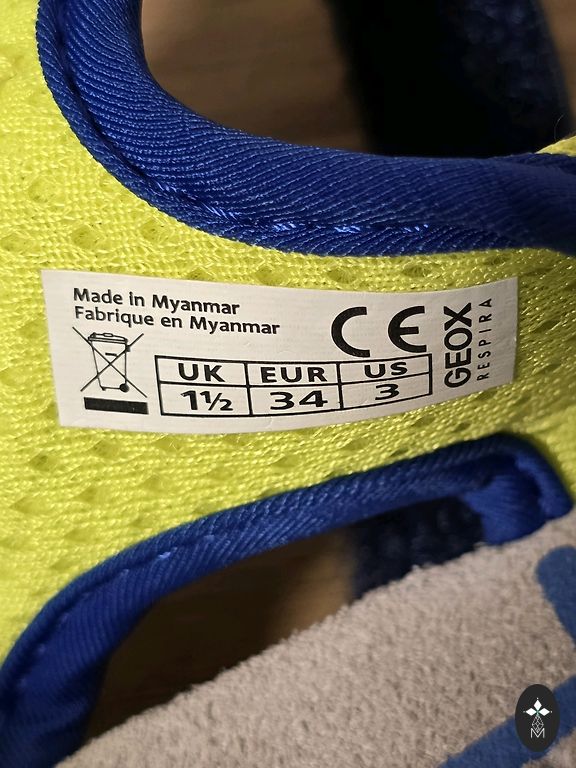 Made in Myanmar
Fabrique en Myanmar
CE
GEOX
RESPIRA
UK EUR US
1½ 34 3
M